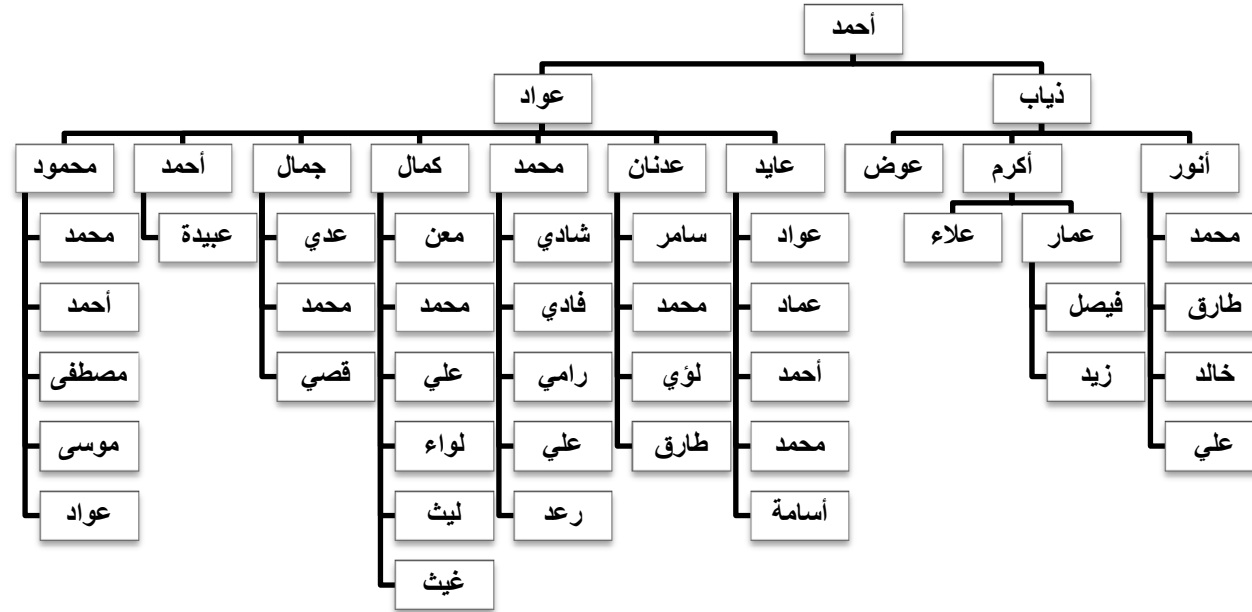 أحمد
ذياب
عواد
أنور
أكرم
عوض
عايد
عدنان
محمد
كمال
جمال
أحمد
محمود
محمد
طارق
خالد
علي
عمار
علاء
فيصل
زيد
عواد
عماد
أحمد
محمد
أسامة
سامر
محمد
لؤي
طارق
شادي
فادي
رامي
علي
رعد
معن
محمد
علي
لواء
ليث
غيث
عدي
محمد
قصي
عبيدة
محمد
أحمد
مصطفى
موسى
عواد